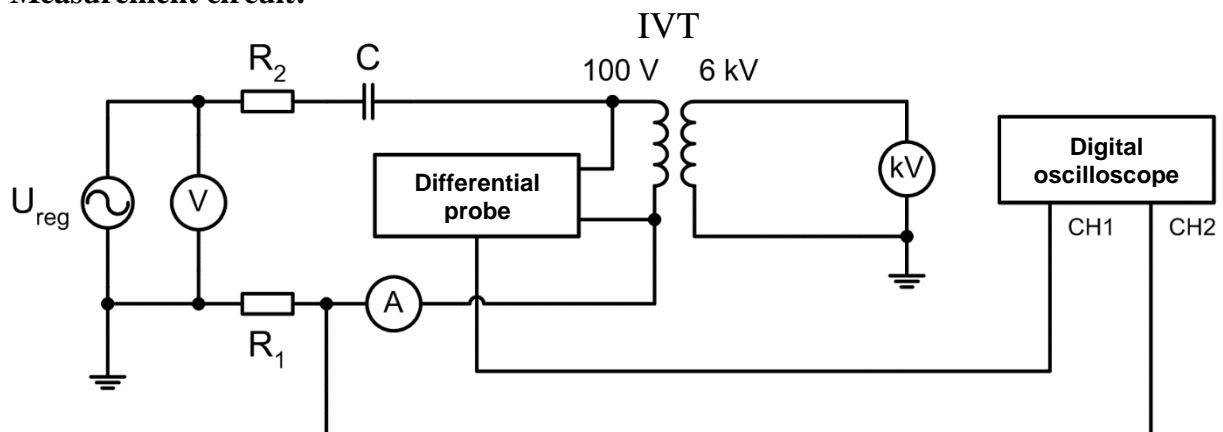 Measurement circuit:
IVT
R2
C
100 V
6 kV
Digital
oscilloscope
Differential
probe
kV
V
Ureg
CH1
CH2
A
R1